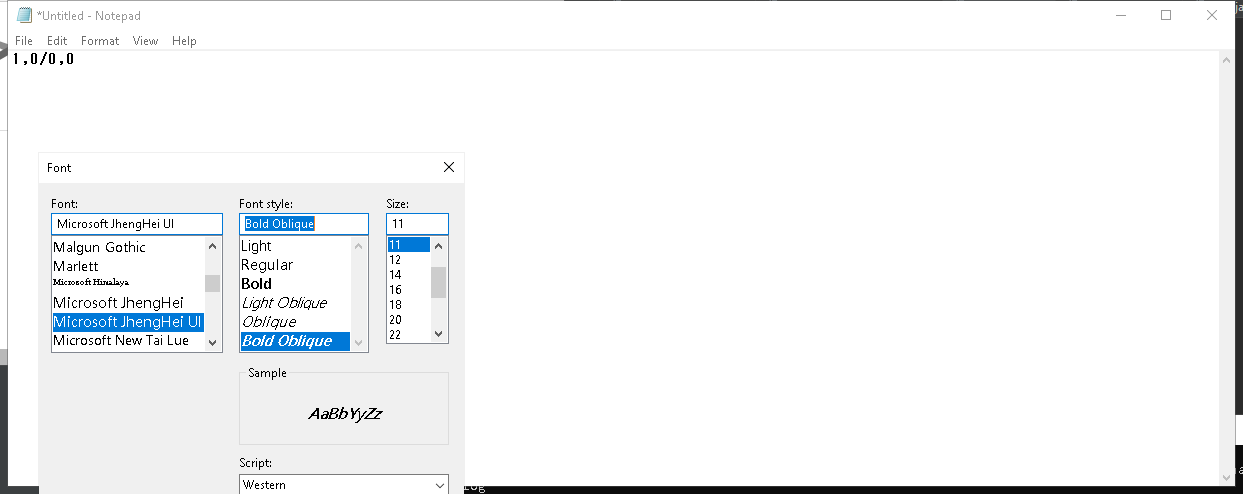 *Untitled - Notepad
File Edit Format View Help
1,0/0,0
Font
Font: Font style: Size:
Microsoft JhengHei UI Bold Oblique 11
Malgun Gothic Light 11
Marlett Regular 12
Microsoft Himalaya Bold 14
Microsoft JhengHei Light Oblique 16
Microsoft JhengHei UI Oblique 18
Microsoft New Tai Lue Bold Oblique 20
22
Sample
AaBbYyZz
Script:
Western